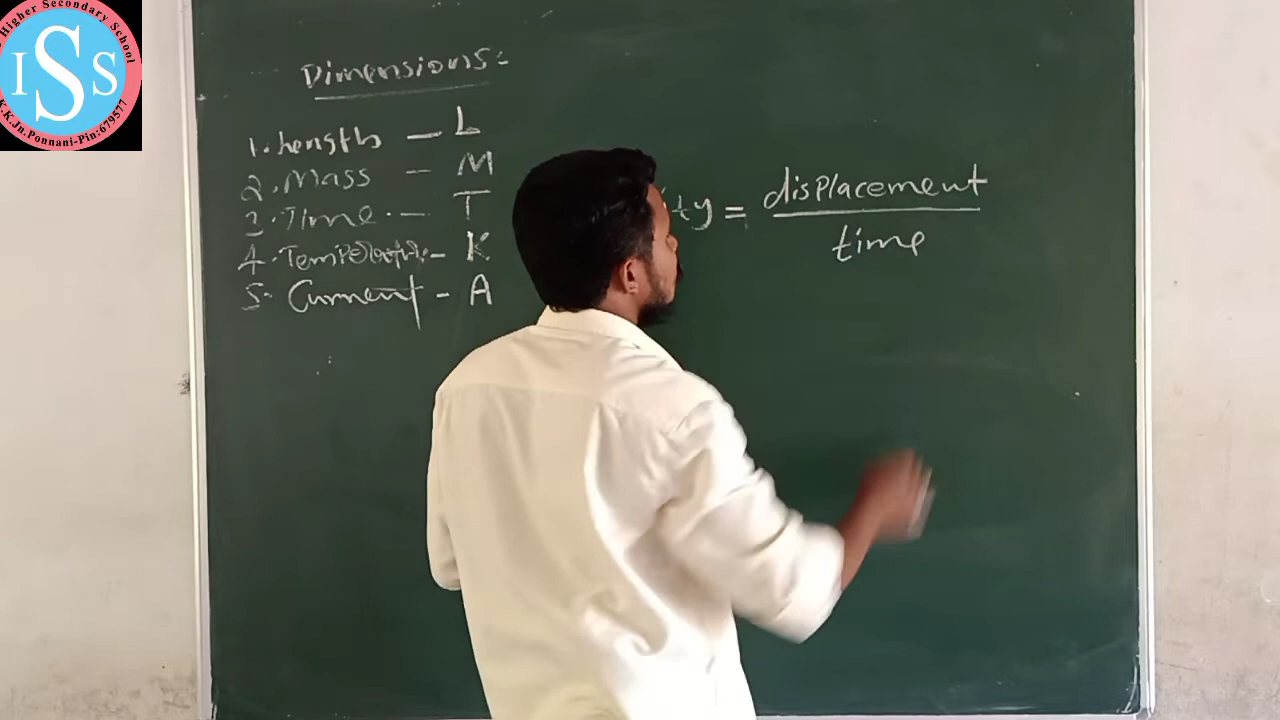 Higher Secondary School
ISS
K.K.Jn.Ponnani-Pin:679577
Dimensions:
1. Length — L
2. Mass — M
3. Time — T
4. Temperature — K
5. Current - A
ity = displacement
time